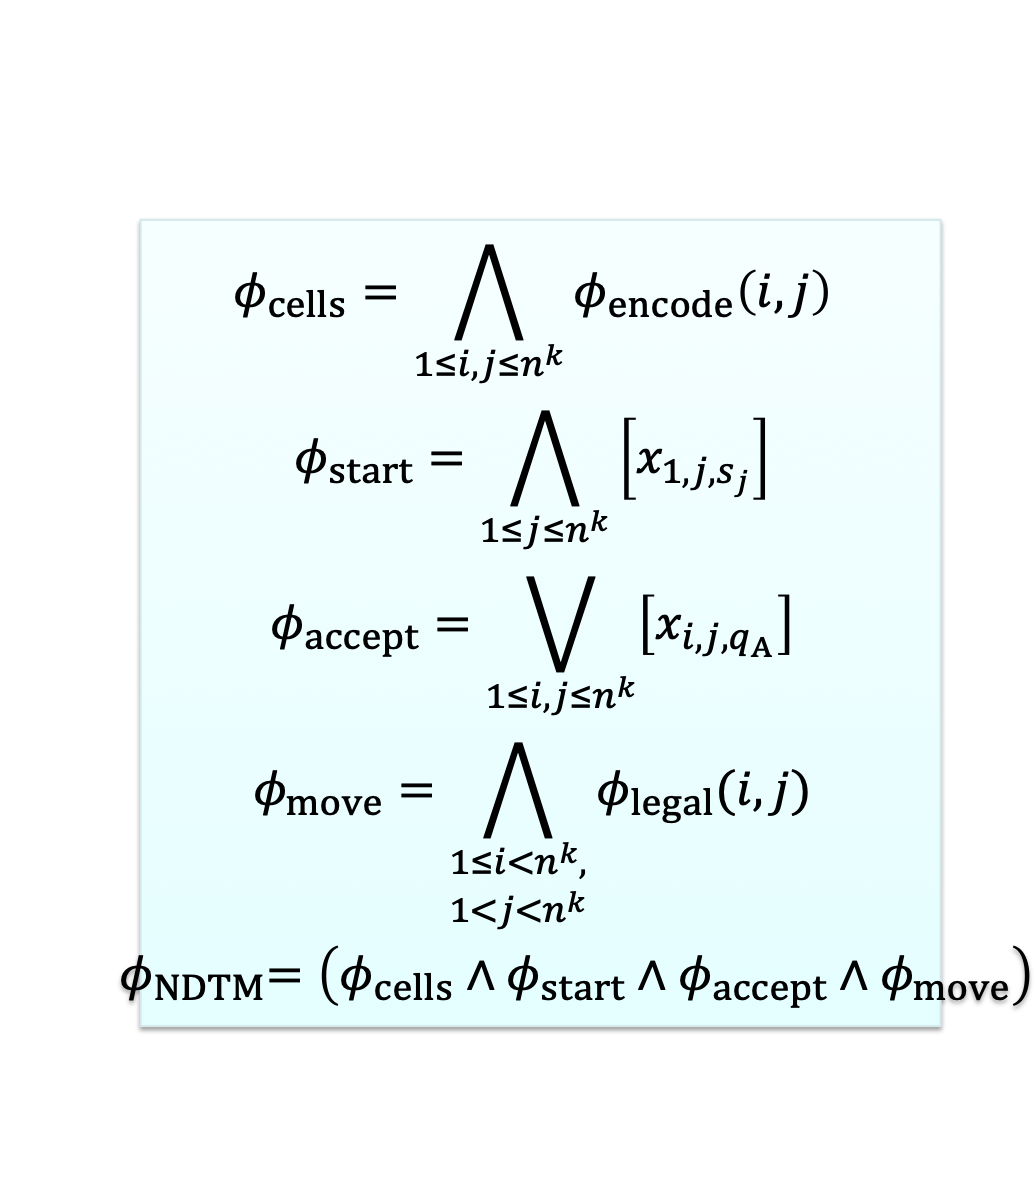 ϕ_cells = ⋀_{1≤i,j≤n^k} ϕ_encode(i,j)
ϕ_start = ⋀_{1≤j≤n^k} [x_{1,j,s_j}]
ϕ_accept = ⋁_{1≤i,j≤n^k} [x_{i,j,q_A}]
ϕ_move = ⋀_{1≤i<n^k, 1<j<n^k} ϕ_legal(i,j)
ϕ_NDTM = (ϕ_cells ∧ ϕ_start ∧ ϕ_accept ∧ ϕ_move)